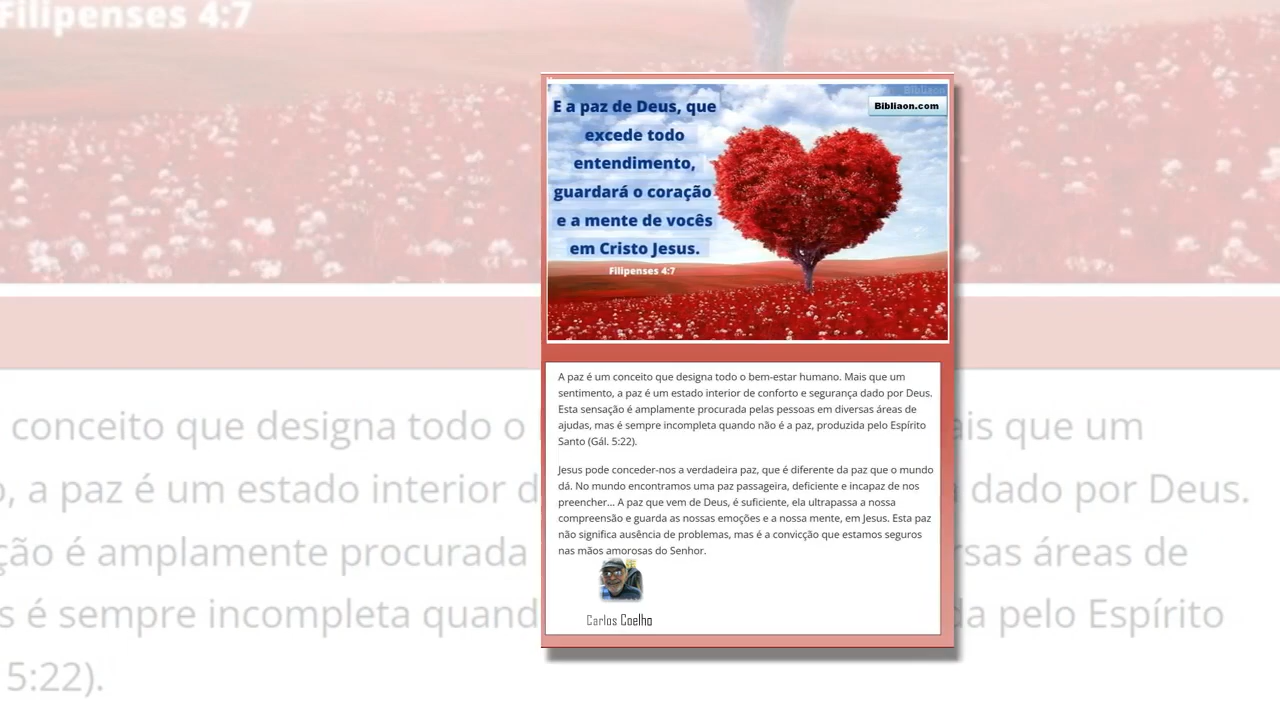 Filipenses 4:7
E a paz de Deus, que
excede todo
entendimento,
guardará o coração
e a mente de vocês
em Cristo Jesus.
Filipenses 4:7
Bibliaon
Bibliaon.com
A paz é um conceito que designa todo o bem-estar humano. Mais que um
sentimento, a paz é um estado interior de conforto e segurança dado por Deus.
Esta sensação é amplamente procurada pelas pessoas em diversas áreas de
ajudas, mas é sempre incompleta quando não é a paz, produzida pelo Espírito
Santo (Gál. 5:22).
Jesus pode conceder-nos a verdadeira paz, que é diferente da paz que o mundo
dá. No mundo encontramos uma paz passageira, deficiente e incapaz de nos
preencher... A paz que vem de Deus, é suficiente, ela ultrapassa a nossa
compreensão e guarda as nossas emoções e a nossa mente, em Jesus. Esta paz
não significa ausência de problemas, mas é a convicção que estamos seguros
nas mãos amorosas do Senhor.
Carlos Coelho
conceito que designa todo o
ais que um
, a paz é um estado interior d
dado por Deus.
ção é amplamente procurada
sas áreas de
s é sempre incompleta quand
da pelo Espírito
5:22).